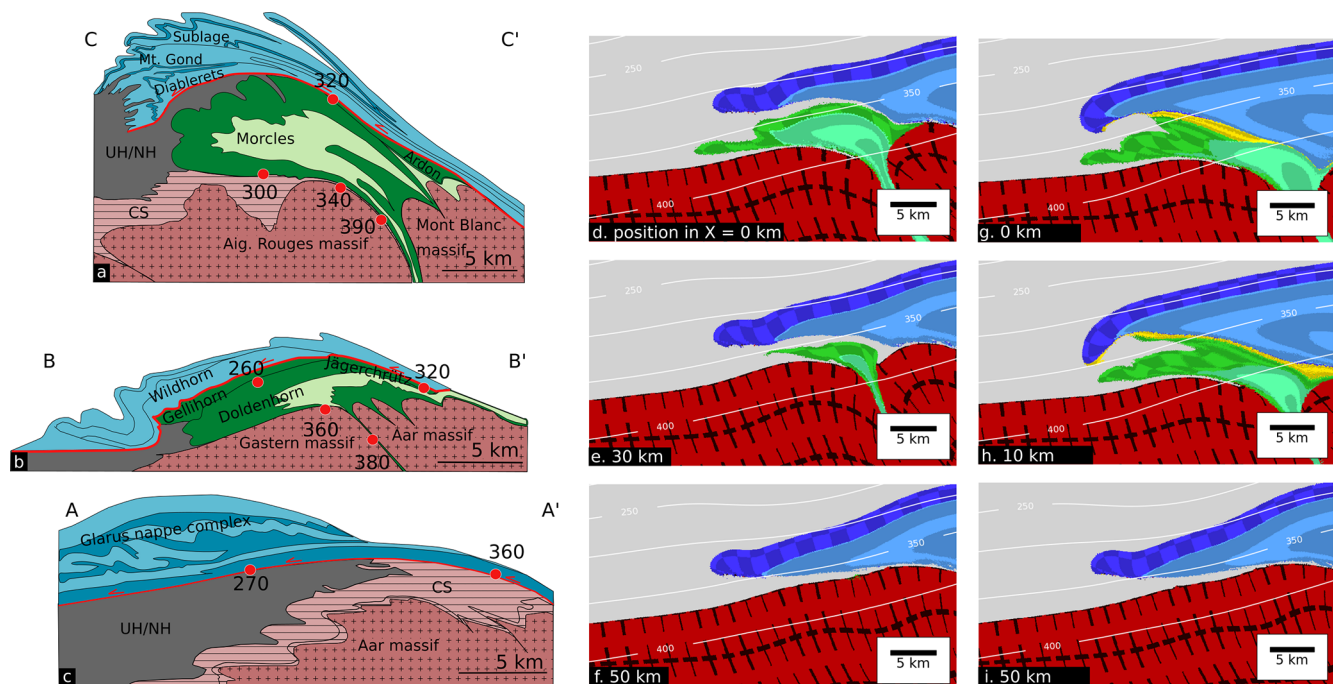 C
C'
Sublage
Mt. Gond
Diablerets
320
UH/NH
Morcles
Ardon
300
340
CS
390
Mont Blanc
massif
Aig. Rouges massif
5 km
a
B
B'
Wildhorn
260
Jägerchrütz
320
Gellihorn
Doldenhorn
360
Gastern massif
Aar massif
380
5 km
b
A
A'
Glarus nappe complex
360
270
CS
UH/NH
Aar massif
5 km
c
250
350
400
5 km
d. position in X = 0 km
250
350
400
5 km
e. 30 km
250
350
400
5 km
f. 50 km
250
350
400
5 km
g. 0 km
250
350
400
5 km
h. 10 km
250
350
400
5 km
i. 50 km